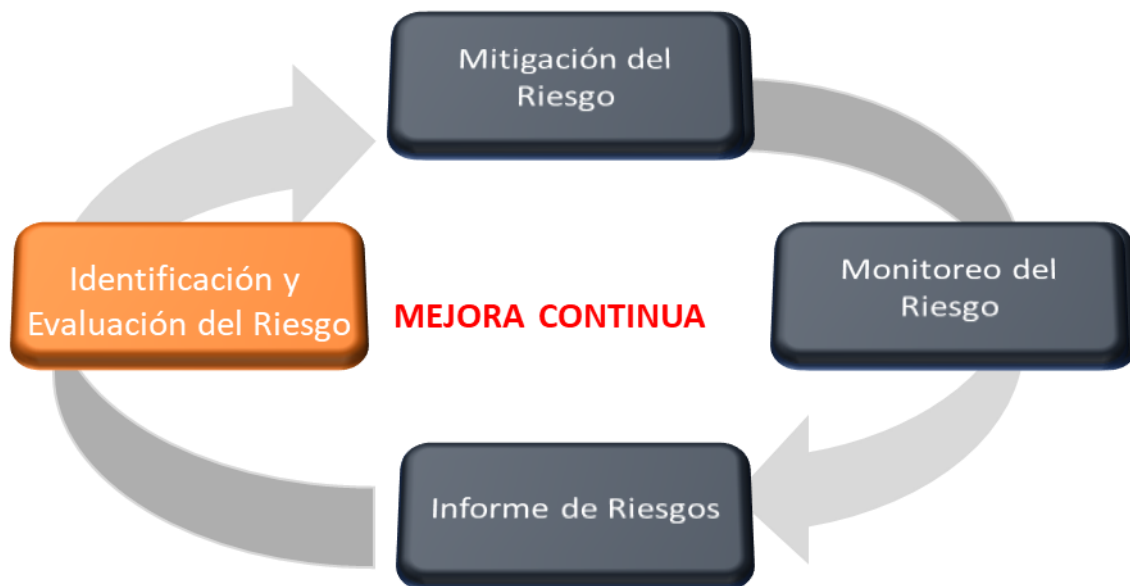 Mitigación del
Riesgo
Identificación y
Evaluación del Riesgo
MEJORA CONTINUA
Monitoreo del
Riesgo
Informe de Riesgos